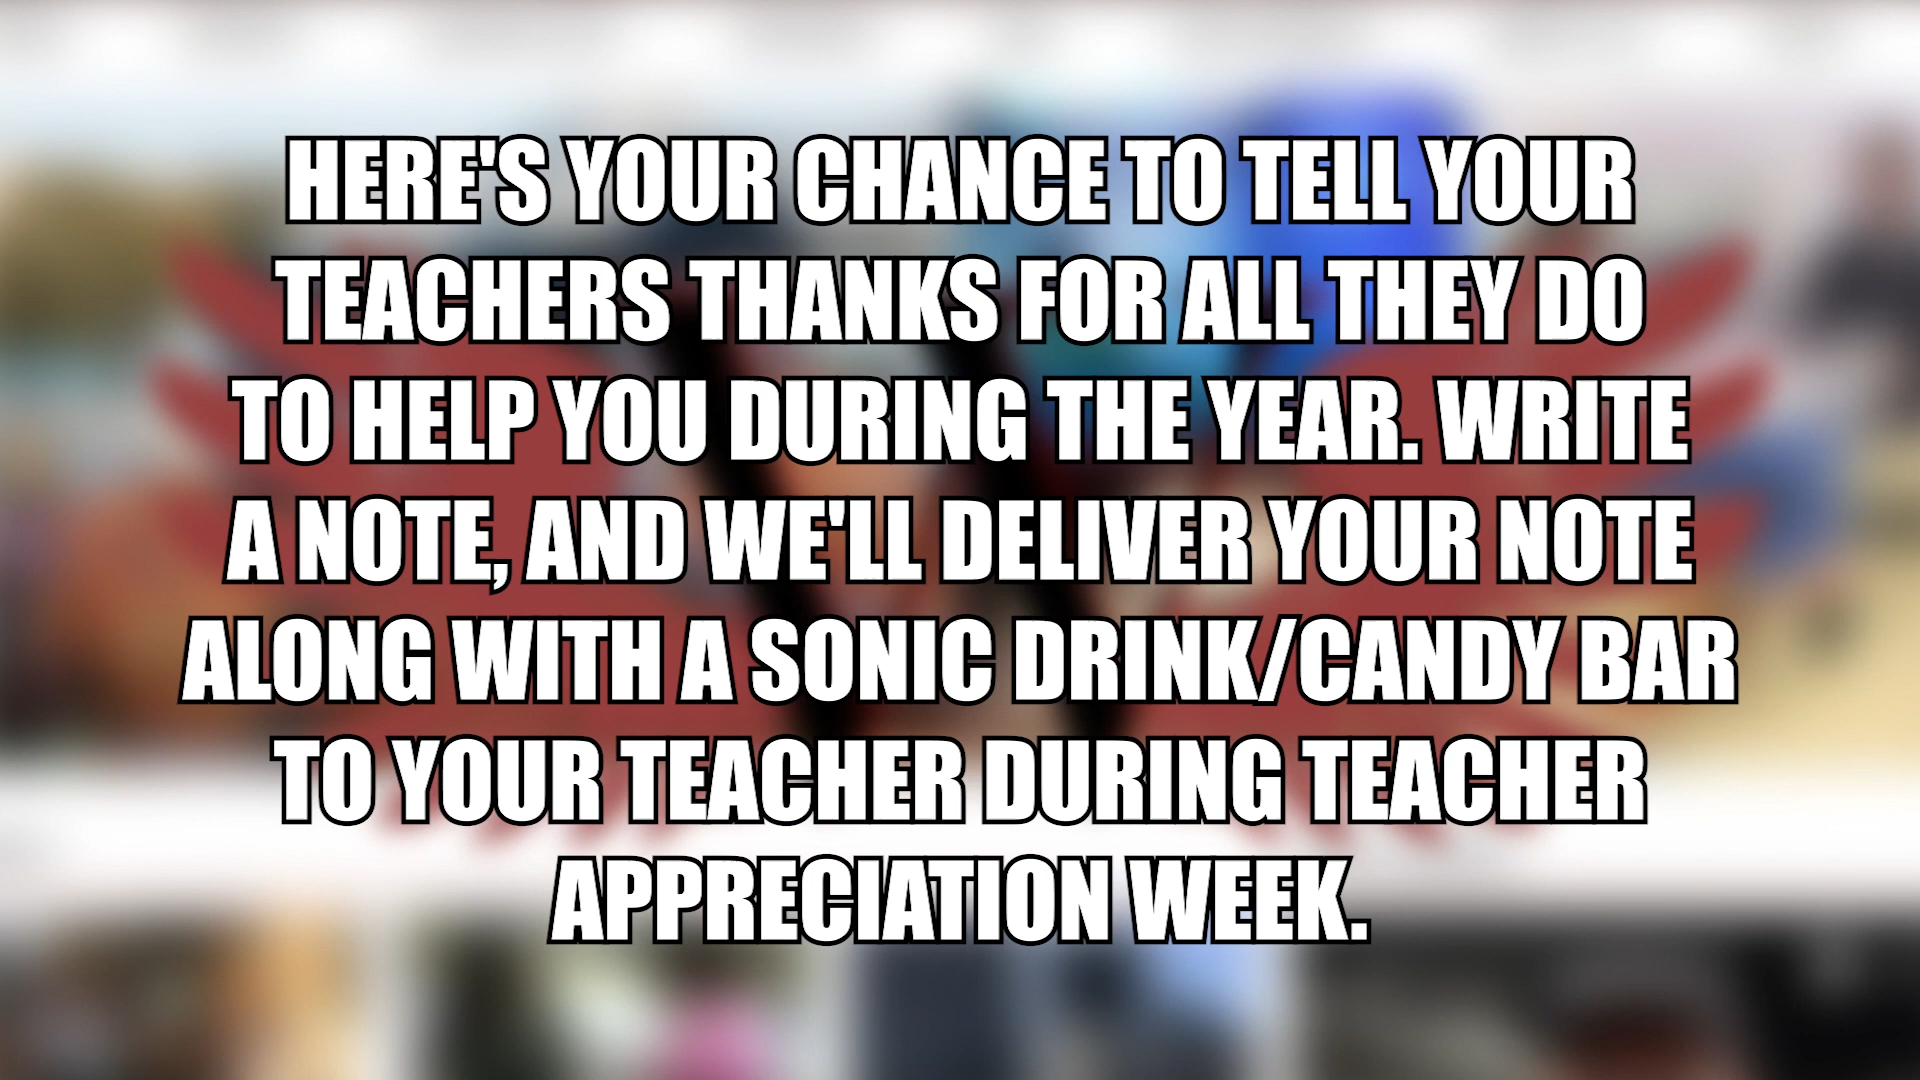 HERE'S YOUR CHANCE TO TELL YOUR
TEACHERS THANKS FOR ALL THEY DO
TO HELP YOU DURING THE YEAR. WRITE
A NOTE, AND WE'LL DELIVER YOUR NOTE
ALONG WITH A SONIC DRINK/CANDY BAR
TO YOUR TEACHER DURING TEACHER
APPRECIATION WEEK.